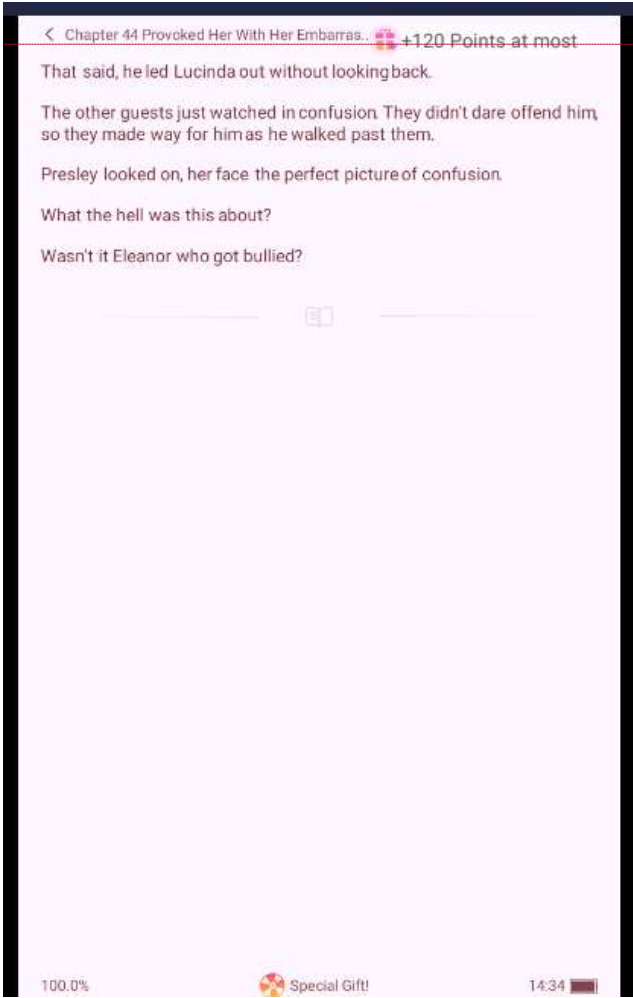 Chapter 44 Provoked Her With Her Embarras.. +120 Points at most
That said, he led Lucinda out without looking back.
The other guests just watched in confusion. They didn't dare offend him,
so they made way for him as he walked past them.
Presley looked on, her face the perfect picture of confusion.
What the hell was this about?
Wasn't it Eleanor who got bullied?
100.0% Special Gift! 14:34